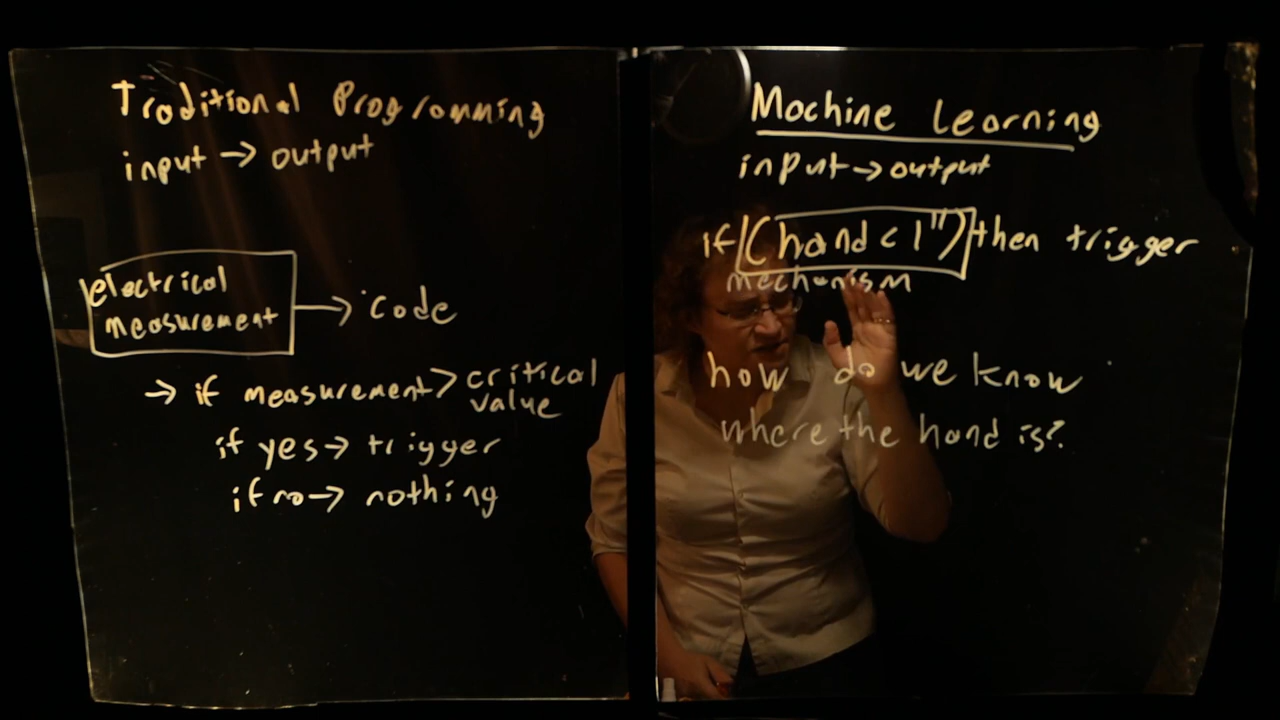 Traditional Programming
input → output
electrical
measurement → code
→ if measurement > critical
value
if yes → trigger
if no → nothing
Machine Learning
input → output
if (hand < 1") then trigger
mechanism
how do we know
where the hand is?